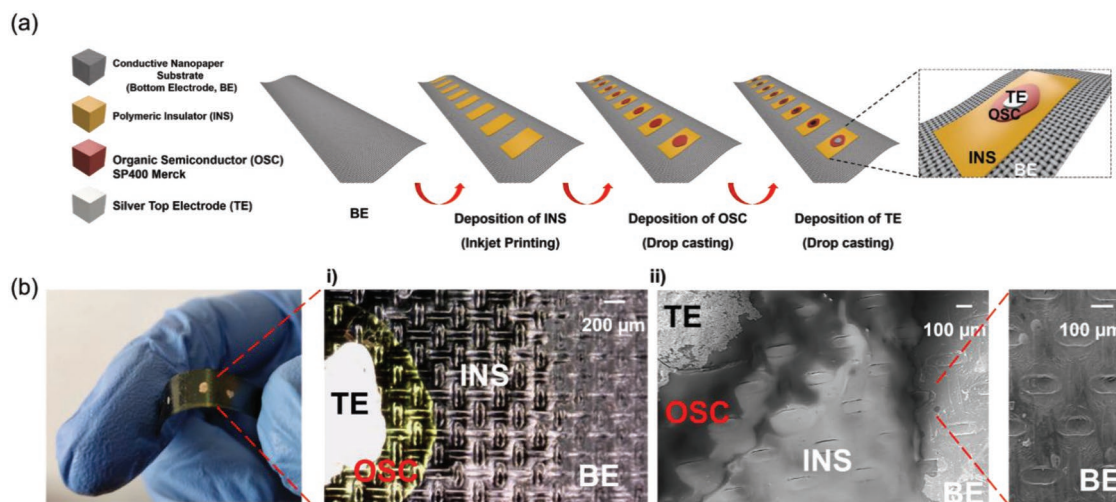 (a)
Conductive Nanopaper
Substrate
(Bottom Electrode, BE)
Polymeric Insulator (INS)
Organic Semiconductor (OSC)
SP400 Merck
Silver Top Electrode (TE)
BE
Deposition of INS
(Inkjet Printing)
Deposition of OSC
(Drop casting)
Deposition of TE
(Drop casting)
TE
OSC
INS
BE
(b)
i)
200 µm
INS
TE
OSC
BE
ii)
TE
100 µm
OSC
INS
BE
100 µm
BE